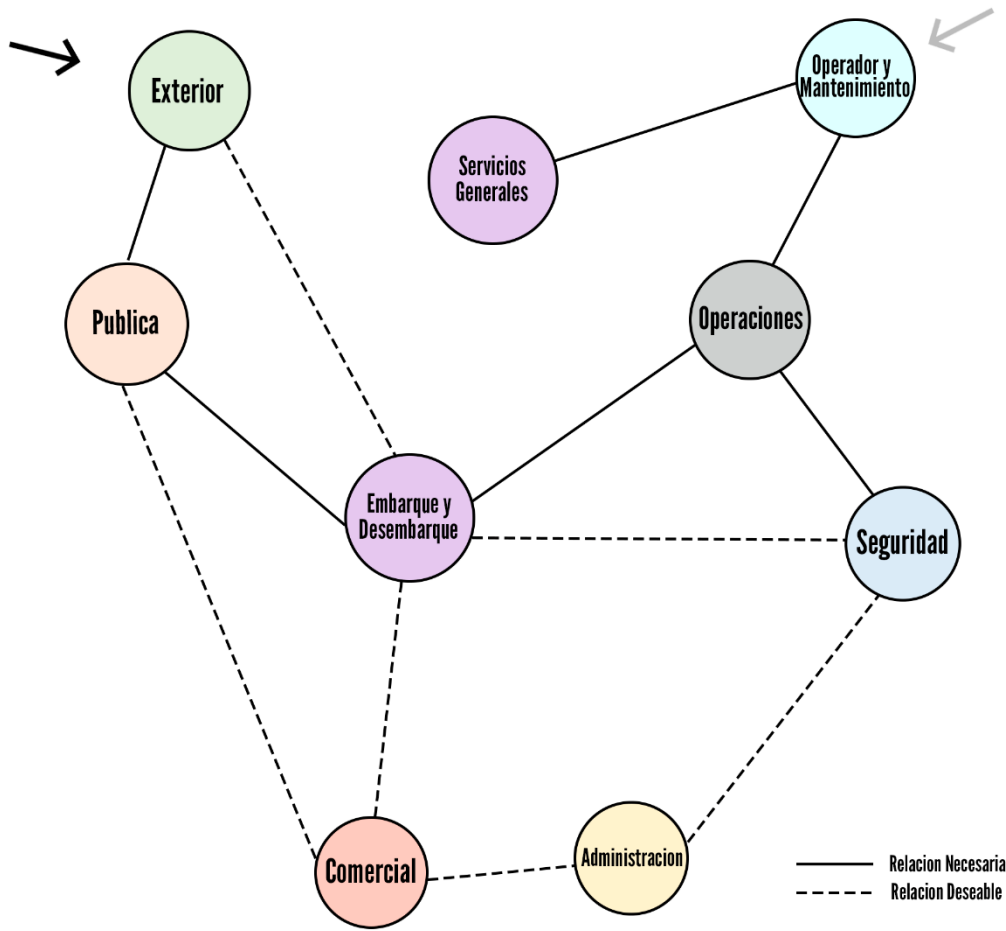 Exterior
Operador y
Mantenimiento
Servicios
Generales
Publica
Operaciones
Embarque y
Desembarque
Seguridad
Comercial
Administracion
Relacion Necesaria
Relacion Deseable